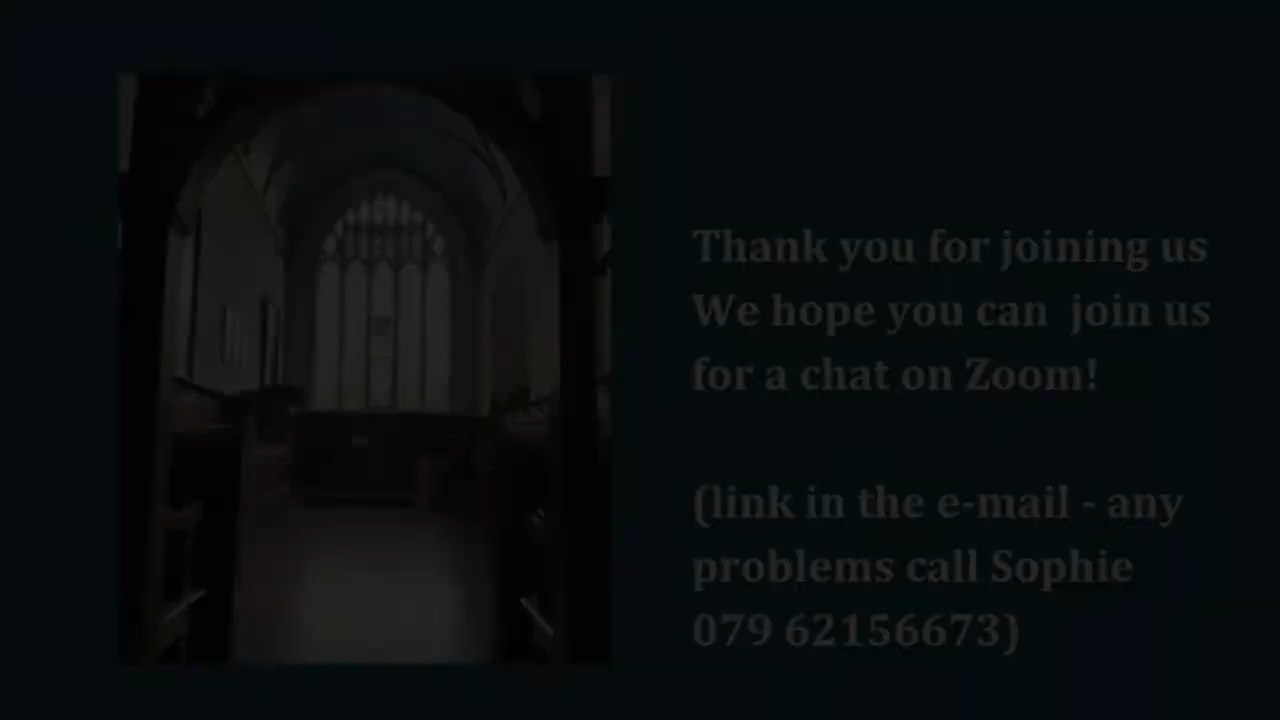 Thank you for joining us
We hope you can join us
for a chat on Zoom!
(link in the e-mail - any
problems call Sophie
079 62156673)